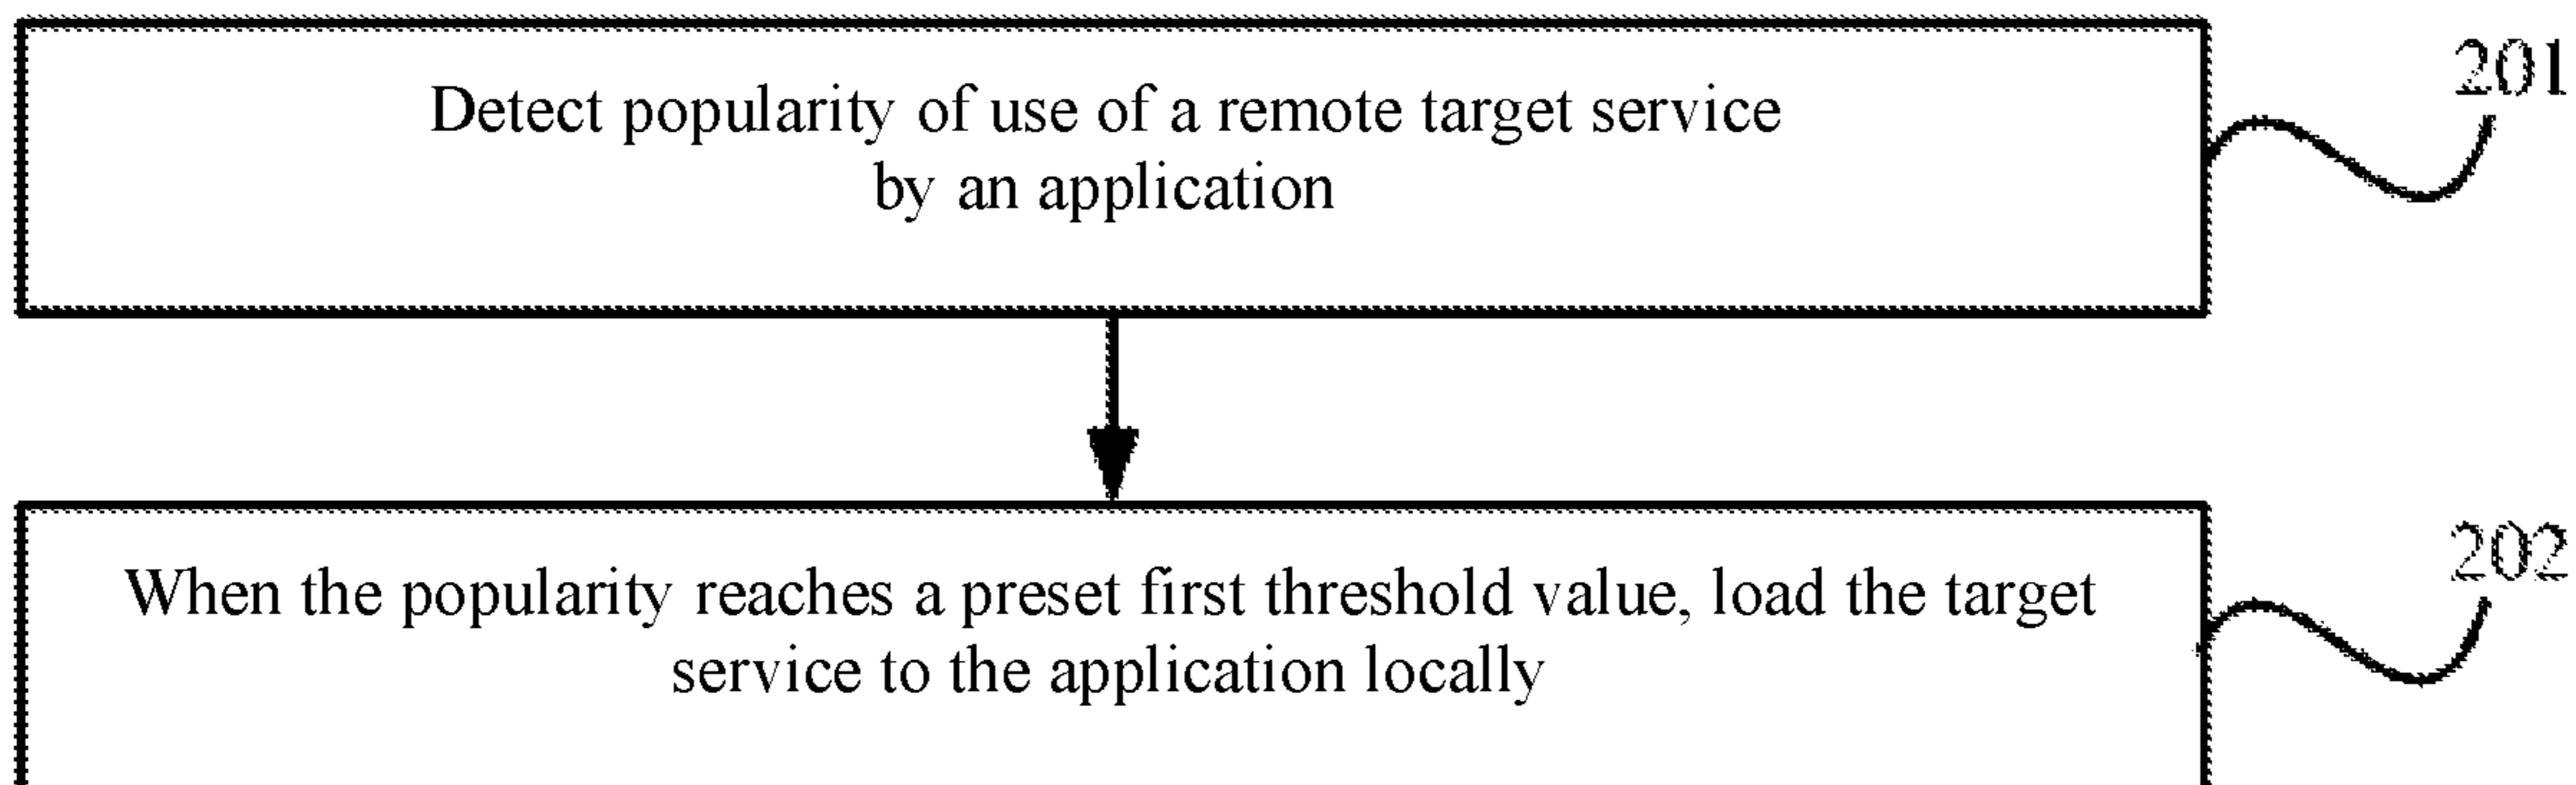 Detect popularity of use of a remote target service
by an application
201
When the popularity reaches a preset first threshold value, load the target
service to the application locally
202